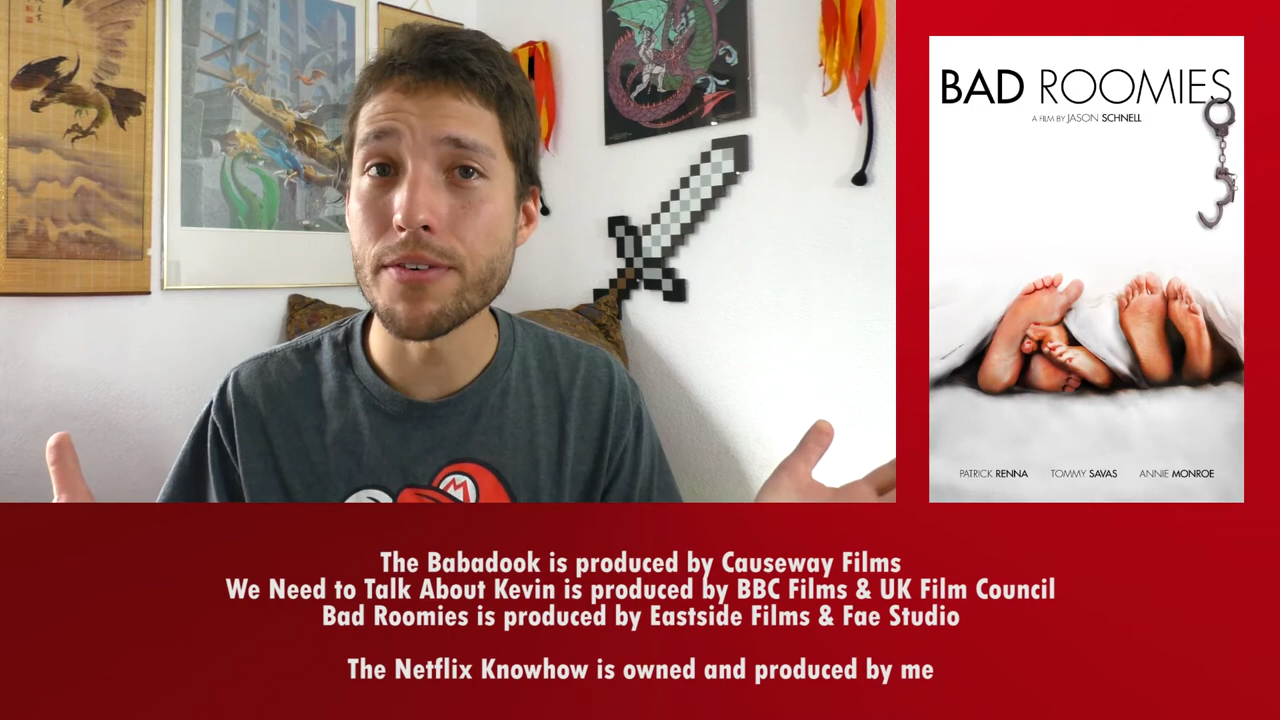 BAD ROOMIES
A FILM BY JASON SCHNELL
PATRICK RENNA TOMMY SAVAS ANNIE MONROE
M
The Babadook is produced by Causeway Films
We Need to Talk About Kevin is produced by BBC Films & UK Film Council
Bad Roomies is produced by Eastside Films & Fae Studio
The Netflix Knowhow is owned and produced by me